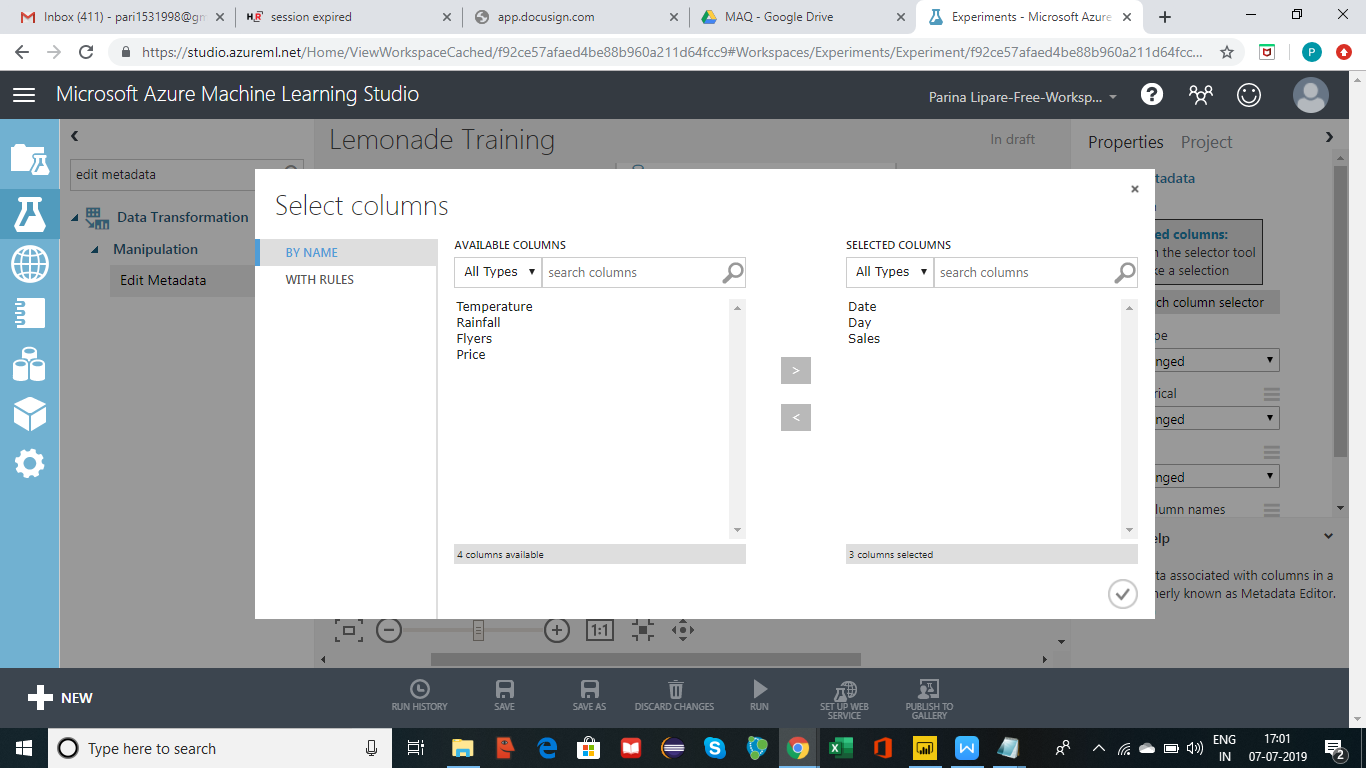 Inbox (411) - pari1531998@gm
session expired
app.docusign.com
MAQ - Google Drive
Experiments - Microsoft Azure
https://studio.azureml.net/Home/ViewWorkspaceCached/f92ce57afaed4be88b960a211d64fcc9#Workspaces/Experiments/Experiment/f92ce57afaed4be88b960a211d64fcc...
P
Microsoft Azure Machine Learning Studio
Parina Lipare-Free-Worksp...
Lemonade Training
In draft
Properties
Project
edit metadata
Data Transformation
Manipulation
Edit Metadata
Select columns
BY NAME
WITH RULES
AVAILABLE COLUMNS
All Types
search columns
Temperature
Rainfall
Flyers
Price
4 columns available
>
<
SELECTED COLUMNS
All Types
search columns
Date
Day
Sales
3 columns selected
tadata
ed columns:
n the selector tool
ke a selection
ch column selector
pe
nged
rical
nged
nged
lumn names
elp
ta associated with columns in a
nerly known as Metadata Editor.
1:1
NEW
RUN HISTORY
SAVE
SAVE AS
DISCARD CHANGES
RUN
SET UP WEB
SERVICE
PUBLISH TO
GALLERY
Type here to search
ENG
IN
17:01
07-07-2019
2